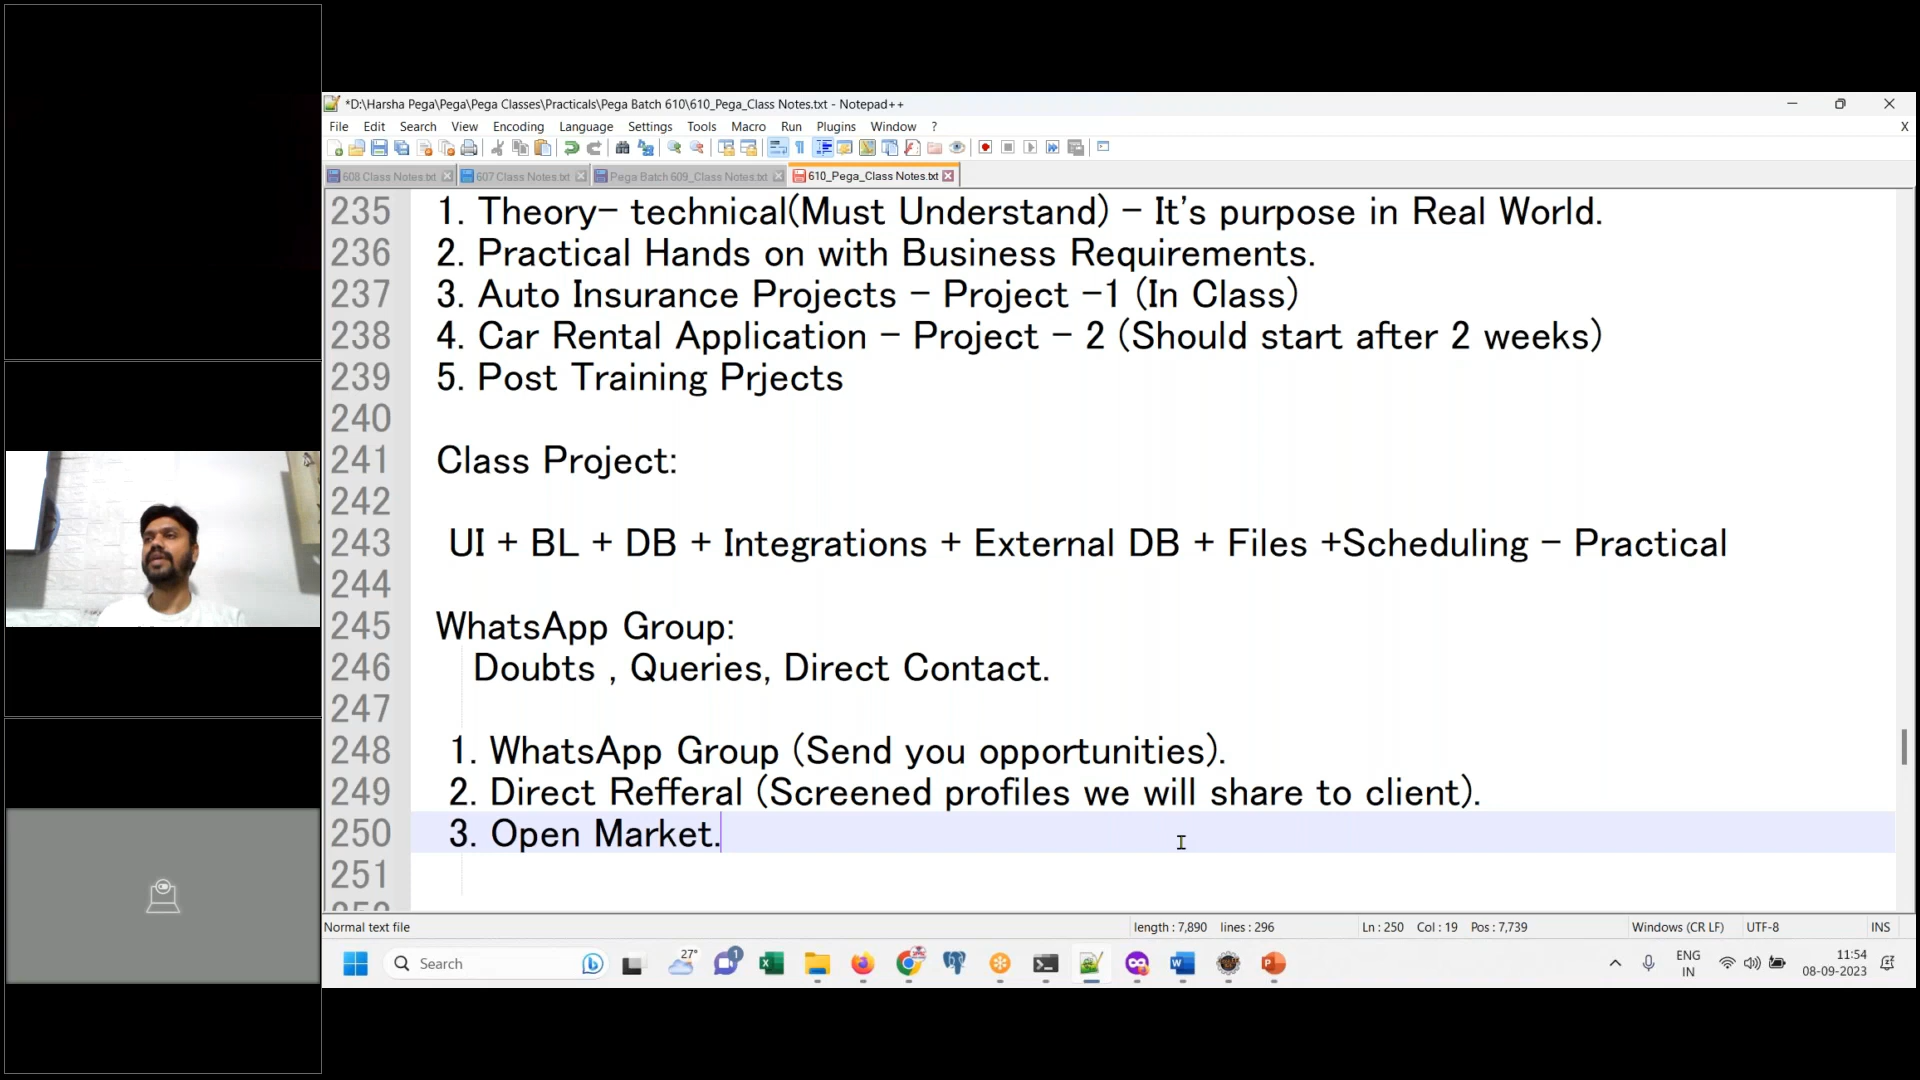 *D:\Harsha Pega\Pega\Pega Classes\Practicals\Pega Batch 610\610_Pega_Class Notes.txt - Notepad++
File Edit Search View Encoding Language Settings Tools Macro Run Plugins Window ? X
608 Class Notes.txt 607 Class Notes.txt Pega Batch 609_Class Notes.txt 610_Pega_Class Notes.txt
235 1. Theory- technical(Must Understand) - It's purpose in Real World.
236 2. Practical Hands on with Business Requirements.
237 3. Auto Insurance Projects - Project -1 (In Class)
238 4. Car Rental Application - Project - 2 (Should start after 2 weeks)
239 5. Post Training Prjects
240
241 Class Project:
242
243 UI + BL + DB + Integrations + External DB + Files +Scheduling - Practical
244
245 WhatsApp Group:
246 Doubts , Queries, Direct Contact.
247
248 1. WhatsApp Group (Send you opportunities).
249 2. Direct Refferal (Screened profiles we will share to client).
250 3. Open Market.
251
Normal text file length : 7,890 lines : 296 Ln : 250 Col : 19 Pos : 7,739 Windows (CR LF) UTF-8 INS
Search 27° 1 ENG IN 11:54 08-09-2023